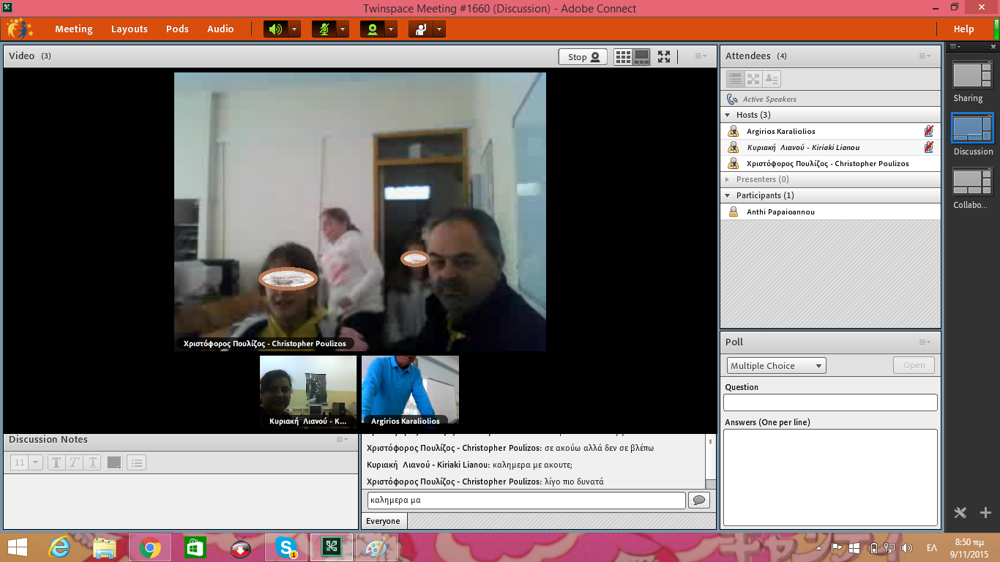 Twinspace Meeting #1660 (Discussion) - Adobe Connect
Meeting Layouts Pods Audio Help
Video (3)
Stop
Attendees (4)
Active Speakers
Hosts (3)
Argirios Karaliolios
Κυριακή Λιανού - Kiriaki Lianou
Χριστόφορος Πουλίζος - Christopher Poulizos
Presenters (0)
Participants (1)
Anthi Papaioannou
Sharing
Discussion
Collabo...
Χριστόφορος Πουλίζος - Christopher Poulizos
Κυριακή Λιανού - Κ...
Argirios Karaliolios
Poll
Multiple Choice
Open
Question
Answers (One per line)
Discussion Notes
11 T T T
Χριστόφορος Πουλίζος - Christopher Poulizos: σε ακούω αλλά δεν σε βλέπω
Κυριακή Λιανού - Kiriaki Lianou: καλημερα με ακουτε;
Χριστόφορος Πουλίζος - Christopher Poulizos: λίγο πιο δυνατά
καλημερα μα
Everyone
S 1
ΕΛ
8:50 πμ
9/11/2015